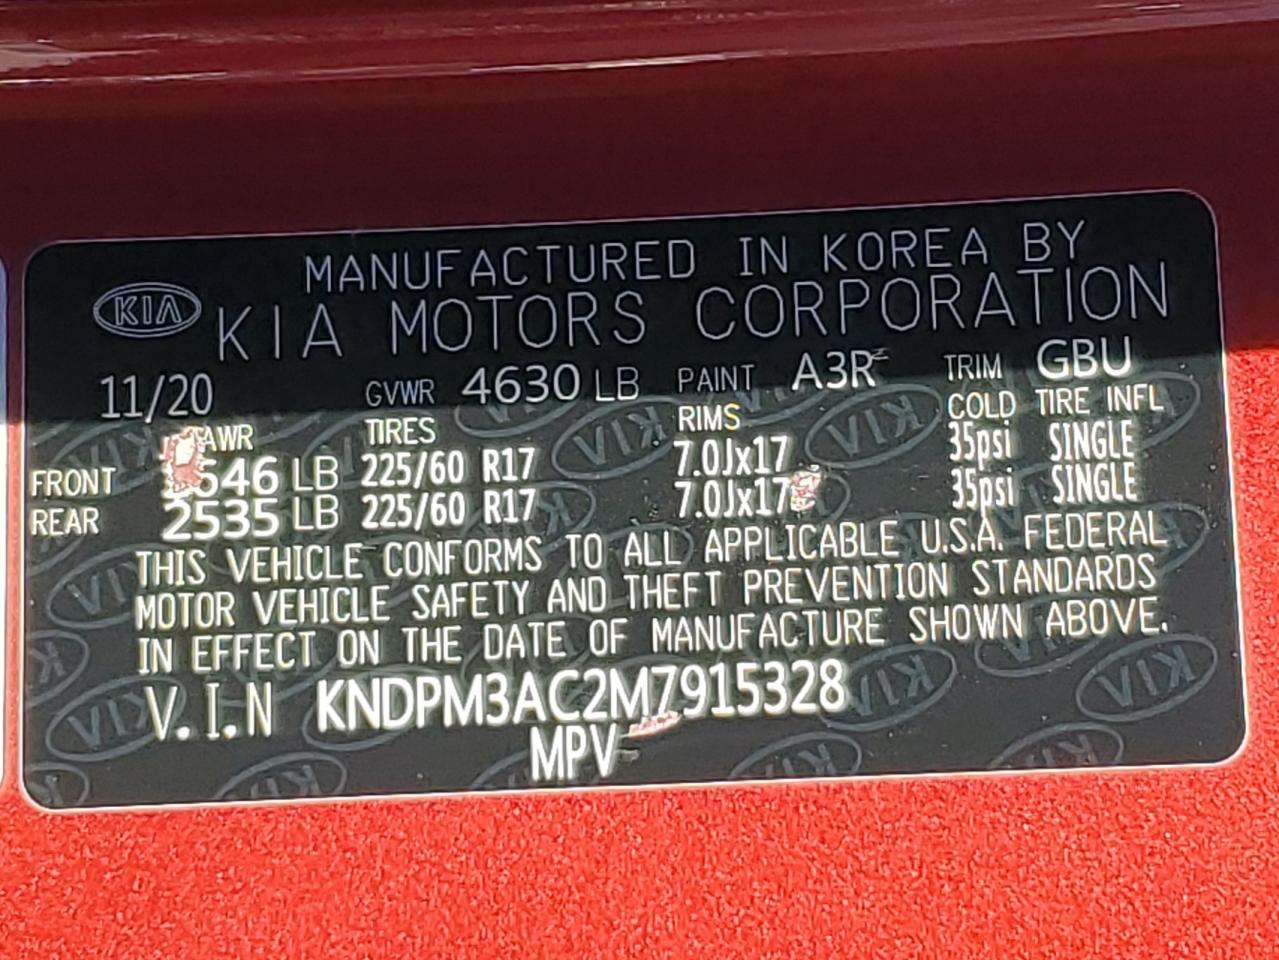 MANUFACTURED IN KOREA BY
KIA KIA MOTORS CORPORATION
11/20 GVWR 4630 LB PAINT A3R TRIM GBU
TIRES RIMS COLD TIRE INFL
FRONT LB 225/60 R17 7.0Jx17 35psi SINGLE
REAR 2535 LB 225/60 R17 7.0Jx17 35psi SINGLE
THIS VEHICLE CONFORMS TO ALL APPLICABLE U.S.A. FEDERAL
MOTOR VEHICLE SAFETY AND THEFT PREVENTION STANDARDS
IN EFFECT ON THE DATE OF MANUFACTURE SHOWN ABOVE.
V.I.N KNDPM3AC2M7915328
MPV